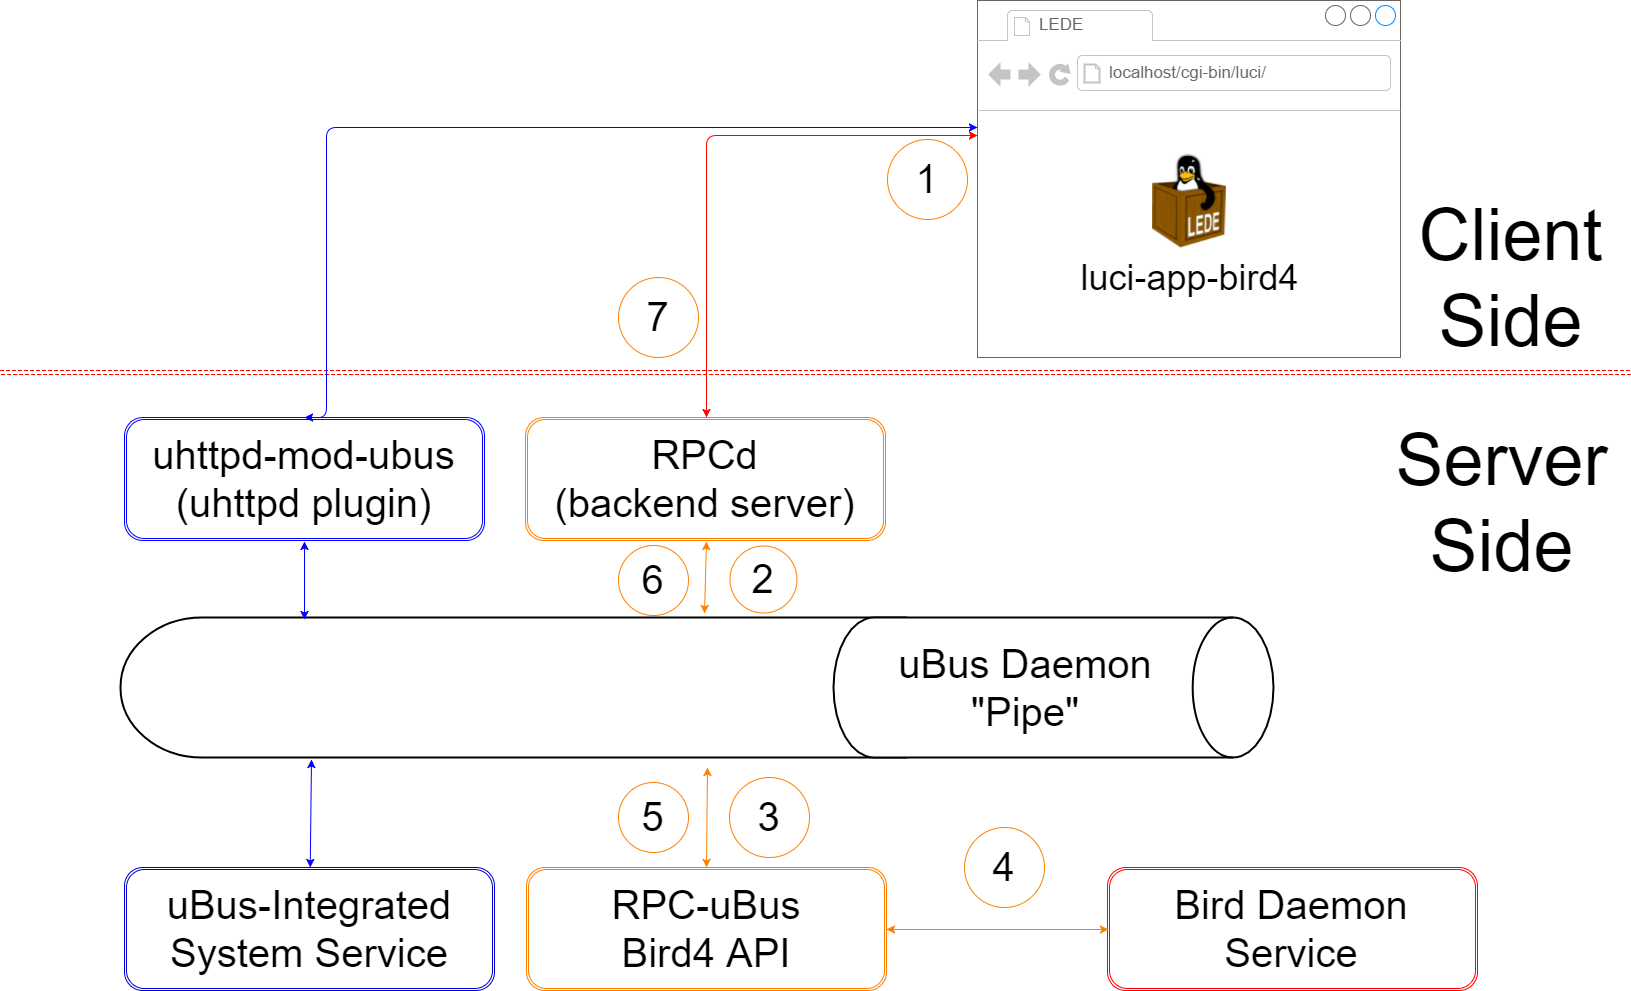 LEDE
localhost/cgi-bin/luci/
1
LEDE
luci-app-bird4
Client
Side
7
uhttpd-mod-ubus
(uhttpd plugin)
RPCd
(backend server)
Server
Side
6
2
uBus Daemon
"Pipe"
5
3
4
uBus-Integrated
System Service
RPC-uBus
Bird4 API
Bird Daemon
Service